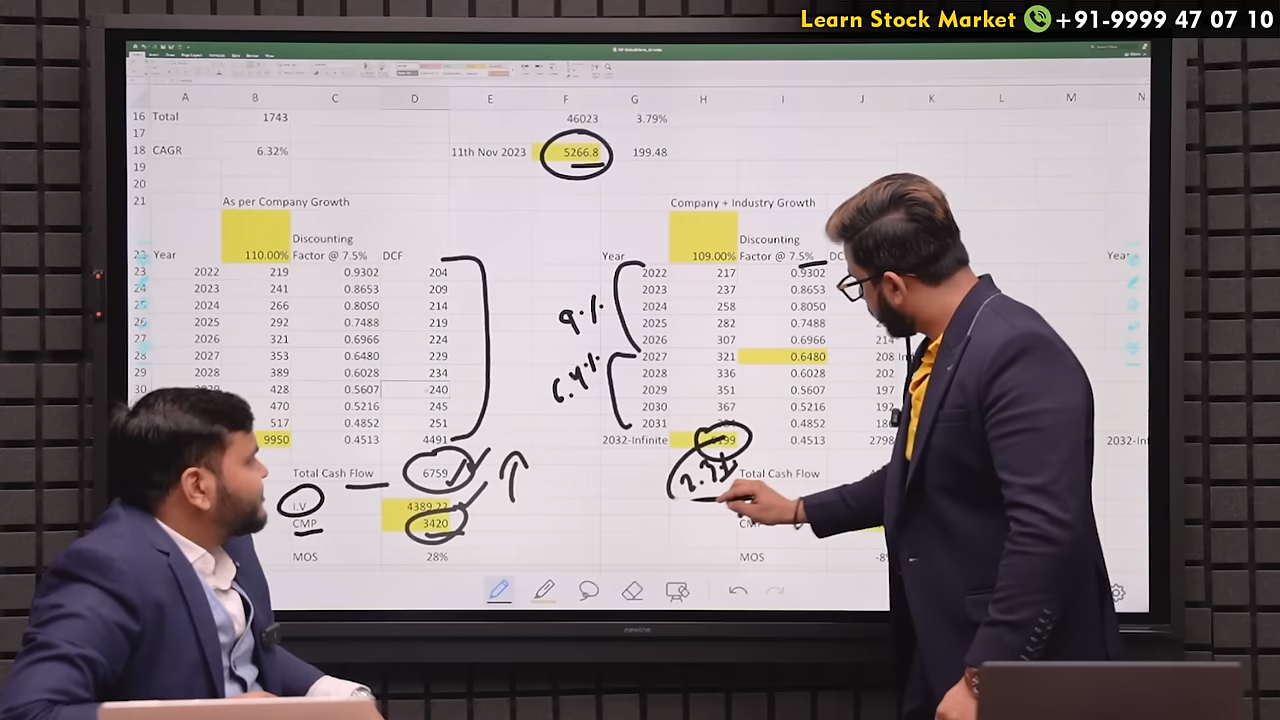 Learn Stock Market +91-9999 47 07 10
A B C D E F G H I J K L M N
16 Total 1743 46023 3.79%
17
18 CAGR 6.32% 11th Nov 2023 5266.8 199.48
19
20
21 As per Company Growth Company + Industry Growth
Discounting Discounting
22 Year 110.00% Factor @ 7.5% DCF Year 109.00% Factor @ 7.5%
23 2022 219 0.9302 204 2022 217 0.9302
24 2023 241 0.8653 209 2023 237 0.8653
25 2024 266 0.8050 214 9% 2024 258 0.8050
26 2025 292 0.7488 219 2025 282 0.7488
27 2026 321 0.6966 224 2026 307 0.6966 214
28 2027 353 0.6480 229 2027 321 0.6480 208
29 2028 389 0.6028 234 6.4% 2028 336 0.6028 202
30 428 0.5607 240 2029 351 0.5607 197
470 0.5216 245 2030 367 0.5216 192
517 0.4852 251 2031 0.4852
9950 0.4513 4491 2032-Infinite 0.4513 2798
Total Cash Flow 6759 Total Cash Flow
I.V 4389.22
CMP 3420
MOS 28% MOS
newline